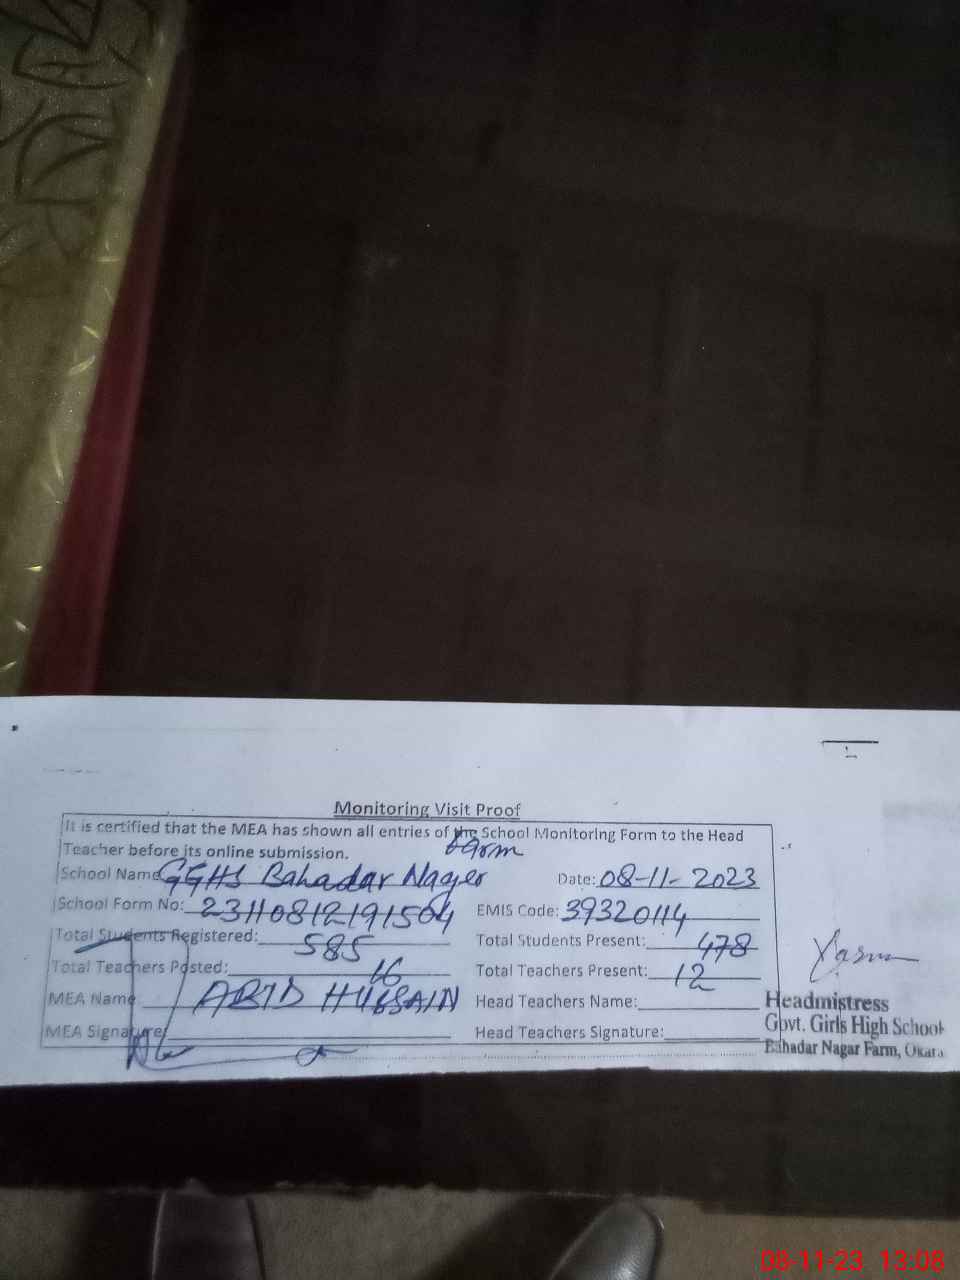 Monitoring Visit Proof
It is certified that the MEA has shown all entries of the School Monitoring Form to the Head
Teacher before its online submission.
Farm
School Name GGHS Bahadar Nager Date: 08-11-2023
School Form No: 23110812191504 EMIS Code: 39320114
Total Students Registered: 585 Total Students Present: 478
Total Teachers Posted: 16 Total Teachers Present: 12
MEA Name: ABID HUSSAIN Head Teachers Name:
MEA Signature: Head Teachers Signature:
Headmistress
Govt. Girls High School
Bahadar Nagar Farm, Okara
08-11-23 13:08